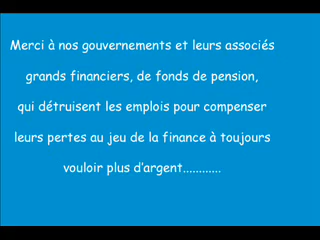 Merci à nos gouvernements et leurs associés
grands financiers, de fonds de pension,
qui détruisent les emplois pour compenser
leurs pertes au jeu de la finance à toujours
vouloir plus d'argent............